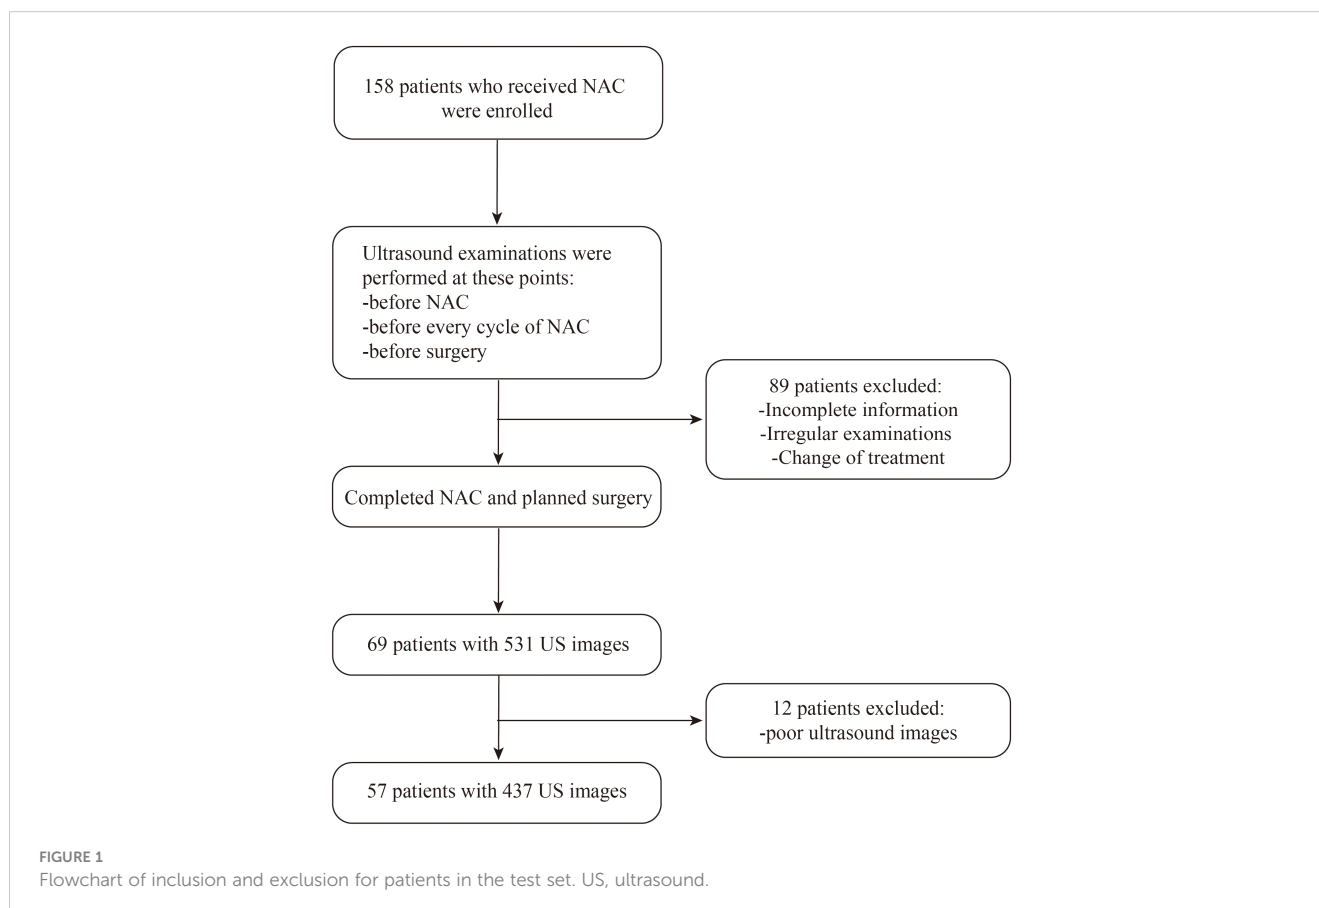 158 patients who received NAC
were enrolled
Ultrasound examinations were
performed at these points:
-before NAC
-before every cycle of NAC
-before surgery
89 patients excluded:
-Incomplete information
-Irregular examinations
-Change of treatment
Completed NAC and planned surgery
69 patients with 531 US images
12 patients excluded:
-poor ultrasound images
57 patients with 437 US images
FIGURE 1
Flowchart of inclusion and exclusion for patients in the test set. US, ultrasound.